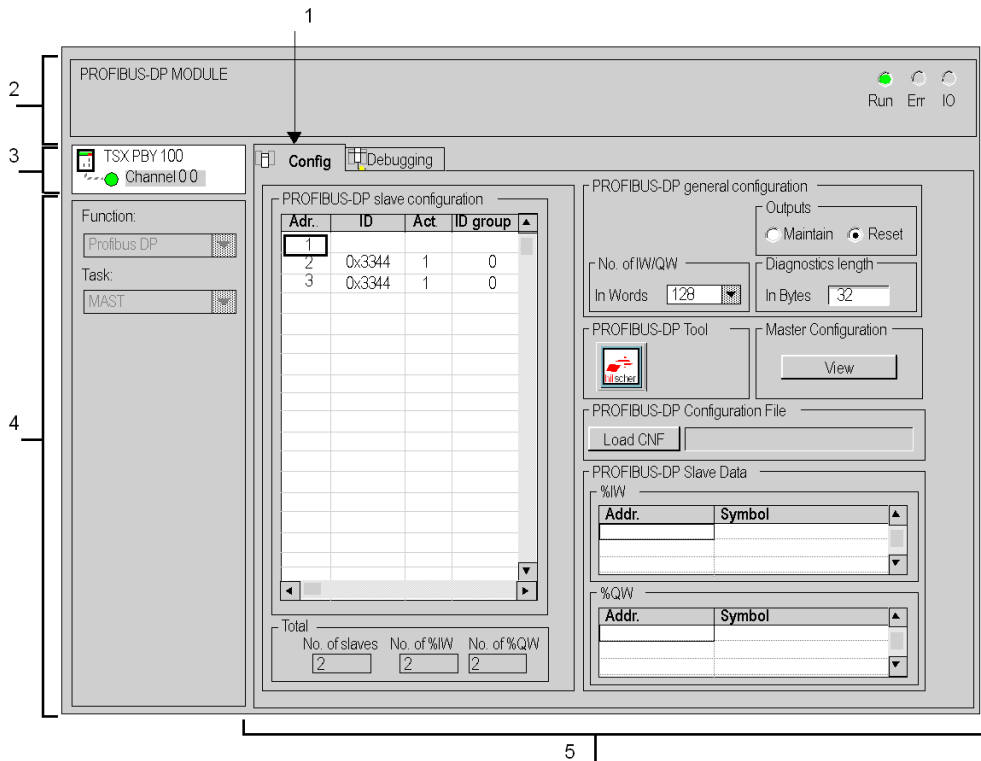 1
2
PROFIBUS-DP MODULE
Run Err IO
3
TSX PBY 100
Channel 0 0
Config
Debugging
4
Function:
Profibus DP
Task:
MAST
PROFIBUS-DP slave configuration
Adr. ID Act. ID group
1
2 0x3344 1 0
3 0x3344 1 0
Total
No. of slaves No. of %IW No. of %QW
2 2 2
PROFIBUS-DP general configuration
Outputs
Maintain Reset
No. of IW/QW
In Words 128
Diagnostics length
In Bytes 32
PROFIBUS-DP Tool
hilscher
Master Configuration
View
PROFIBUS-DP Configuration File
Load CNF
PROFIBUS-DP Slave Data
%IW
Addr. Symbol
%QW
Addr. Symbol
5